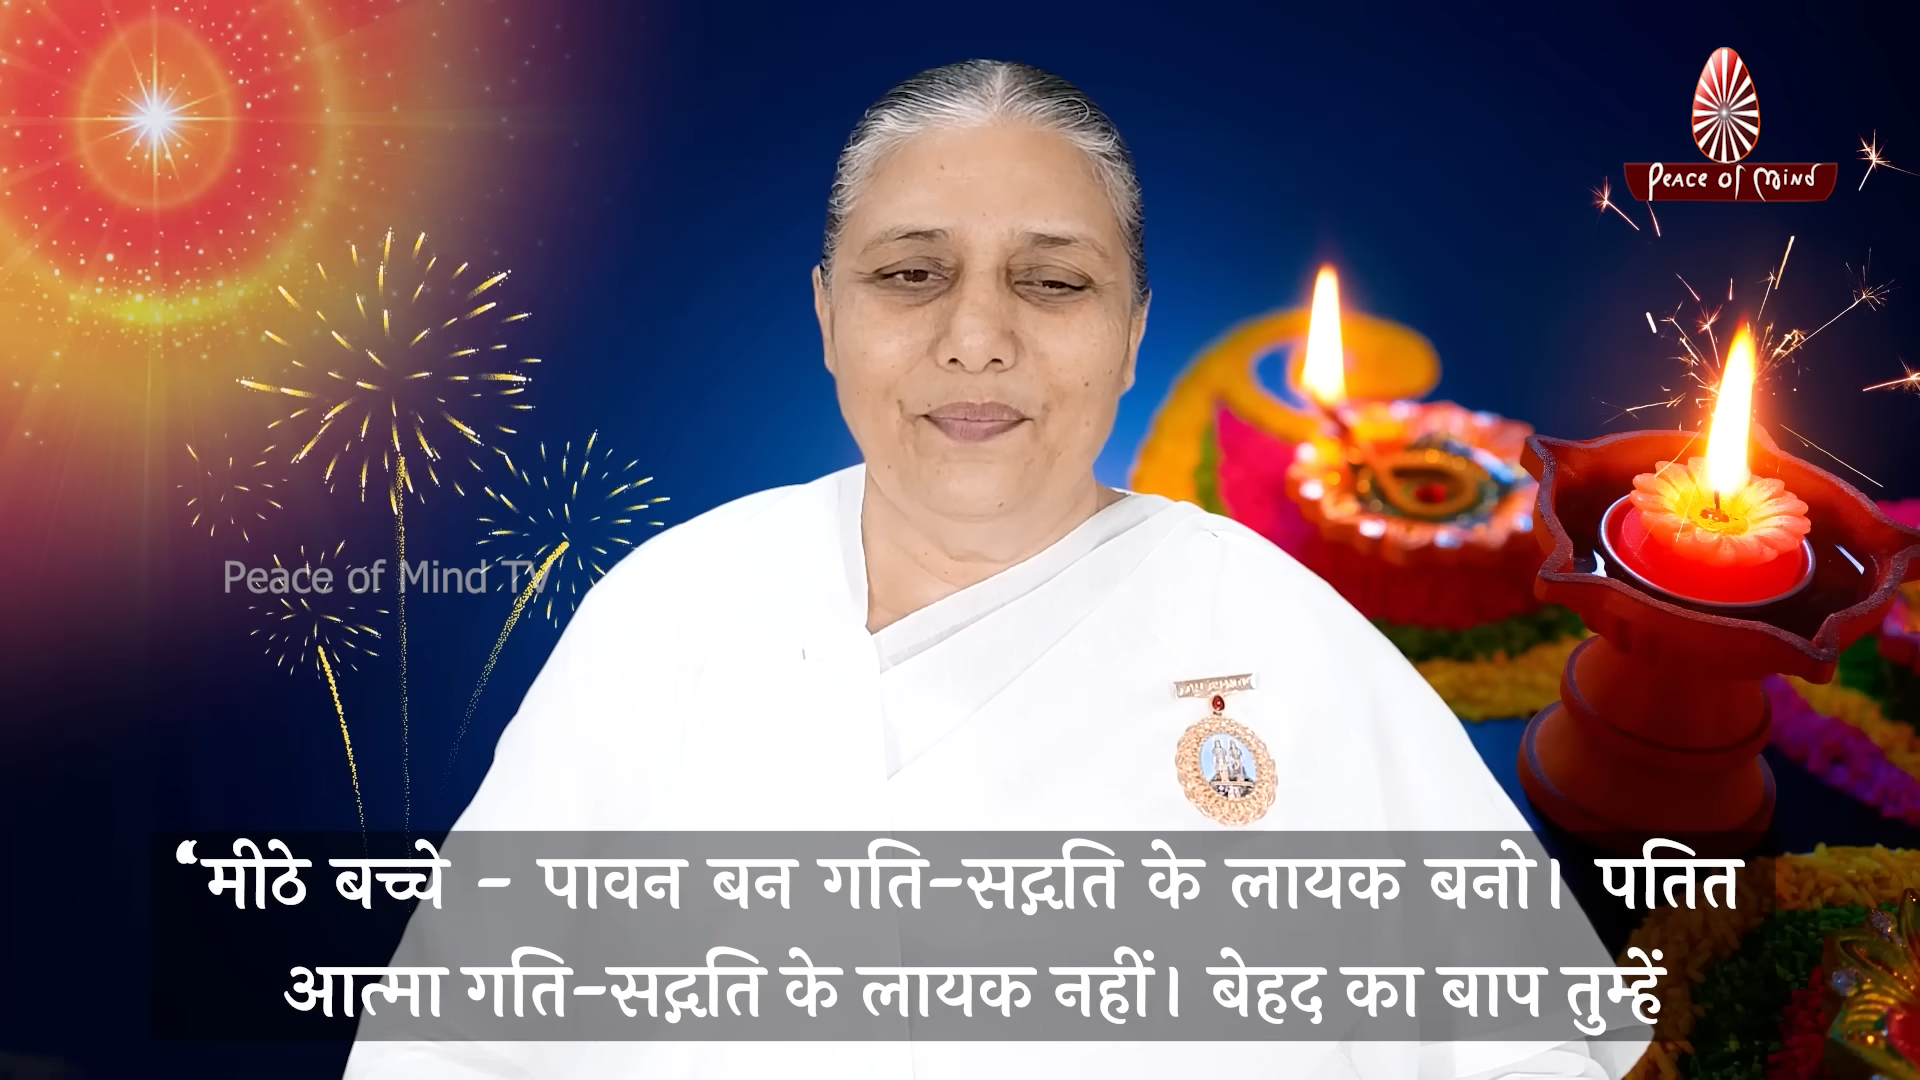 Peace of Mind
Peace of Mind TV
“मीठे बच्चे - पावन बन गति-सद्गति के लायक बनो। पतित
आत्मा गति-सद्गति के लायक नहीं। बेहद का बाप तुम्हें